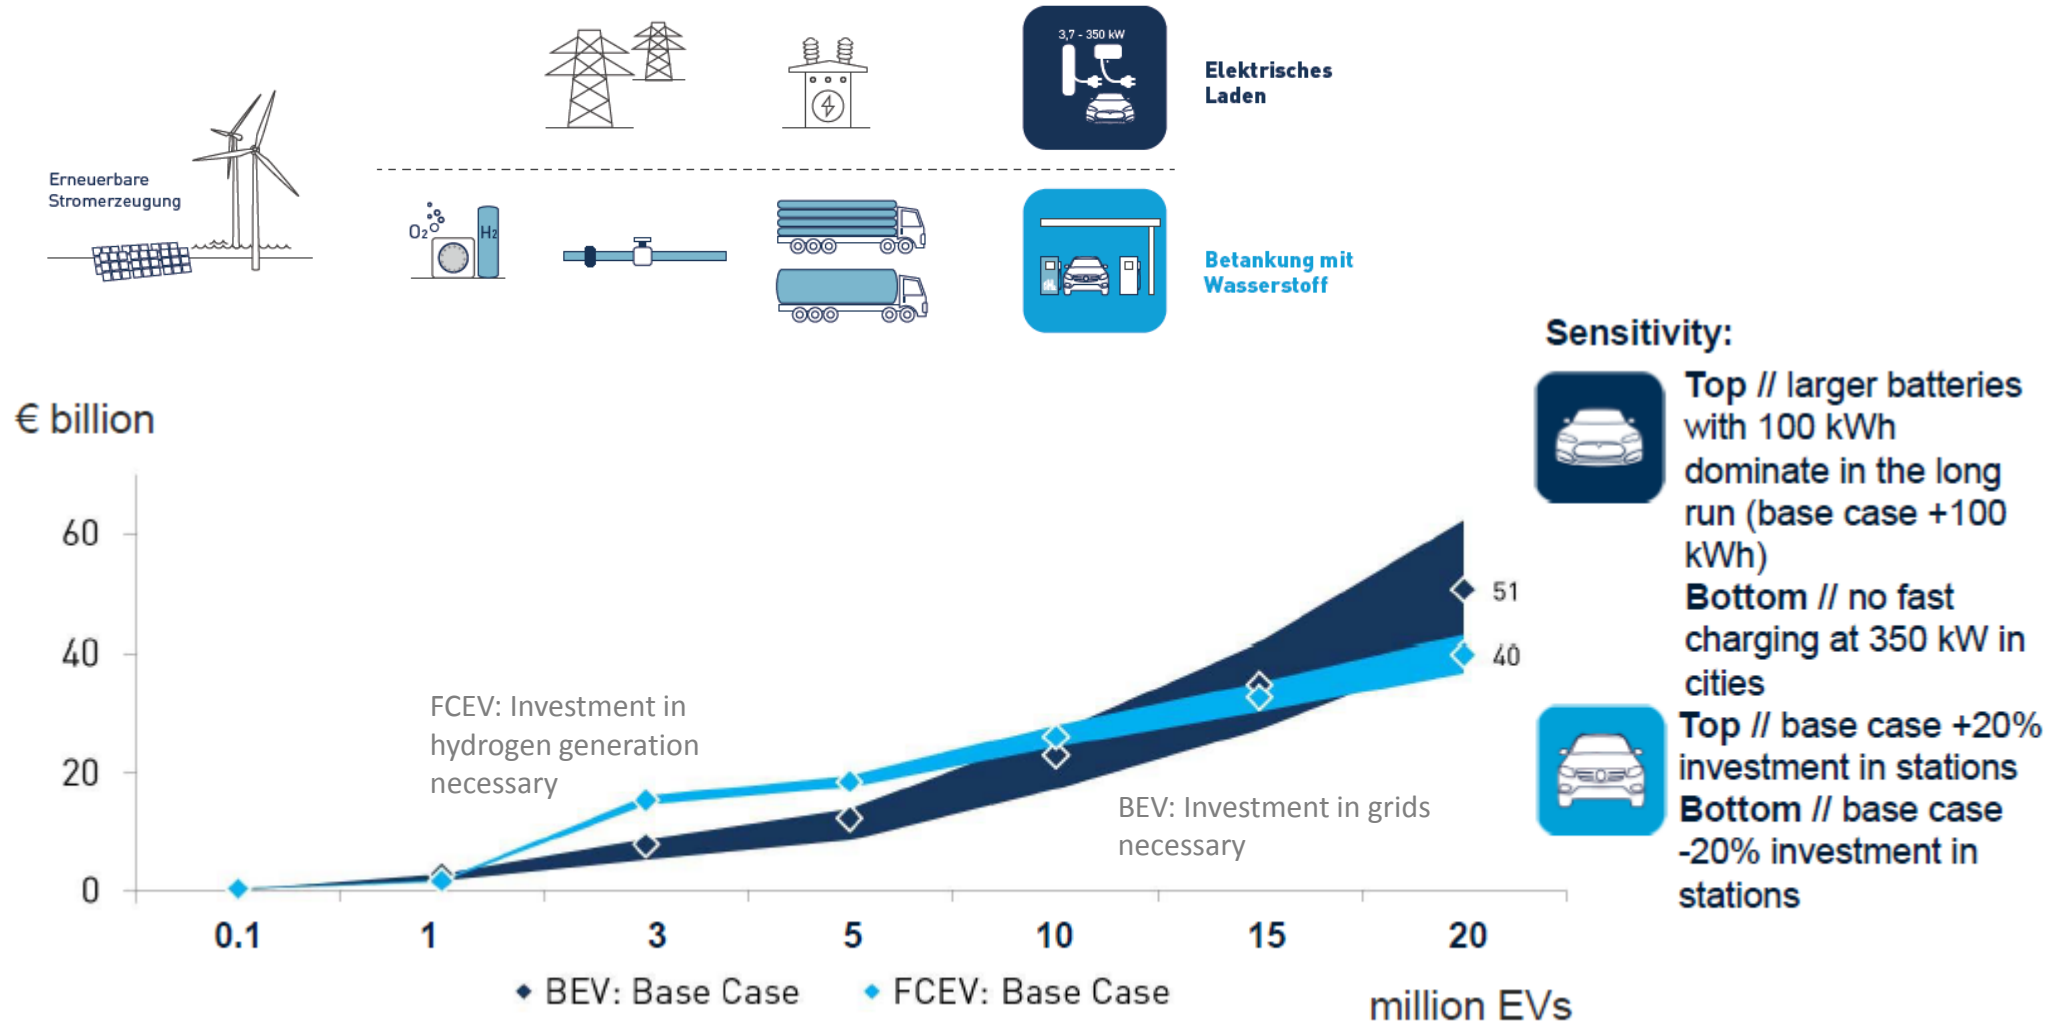 3,7 - 350 kW
Elektrisches
Laden
Erneuerbare
Stromerzeugung
O₂
H₂
Betankung mit
Wasserstoff
Sensitivity:
Top // larger batteries
with 100 kWh
dominate in the long
run (base case +100
kWh)
Bottom // no fast
charging at 350 kW in
cities
Top // base case +20%
investment in stations
Bottom // base case
-20% investment in
stations
€ billion
60
40
20
0
51
40
FCEV: Investment in
hydrogen generation
necessary
BEV: Investment in grids
necessary
0.1
1
3
5
10
15
20
BEV: Base Case
FCEV: Base Case
million EVs